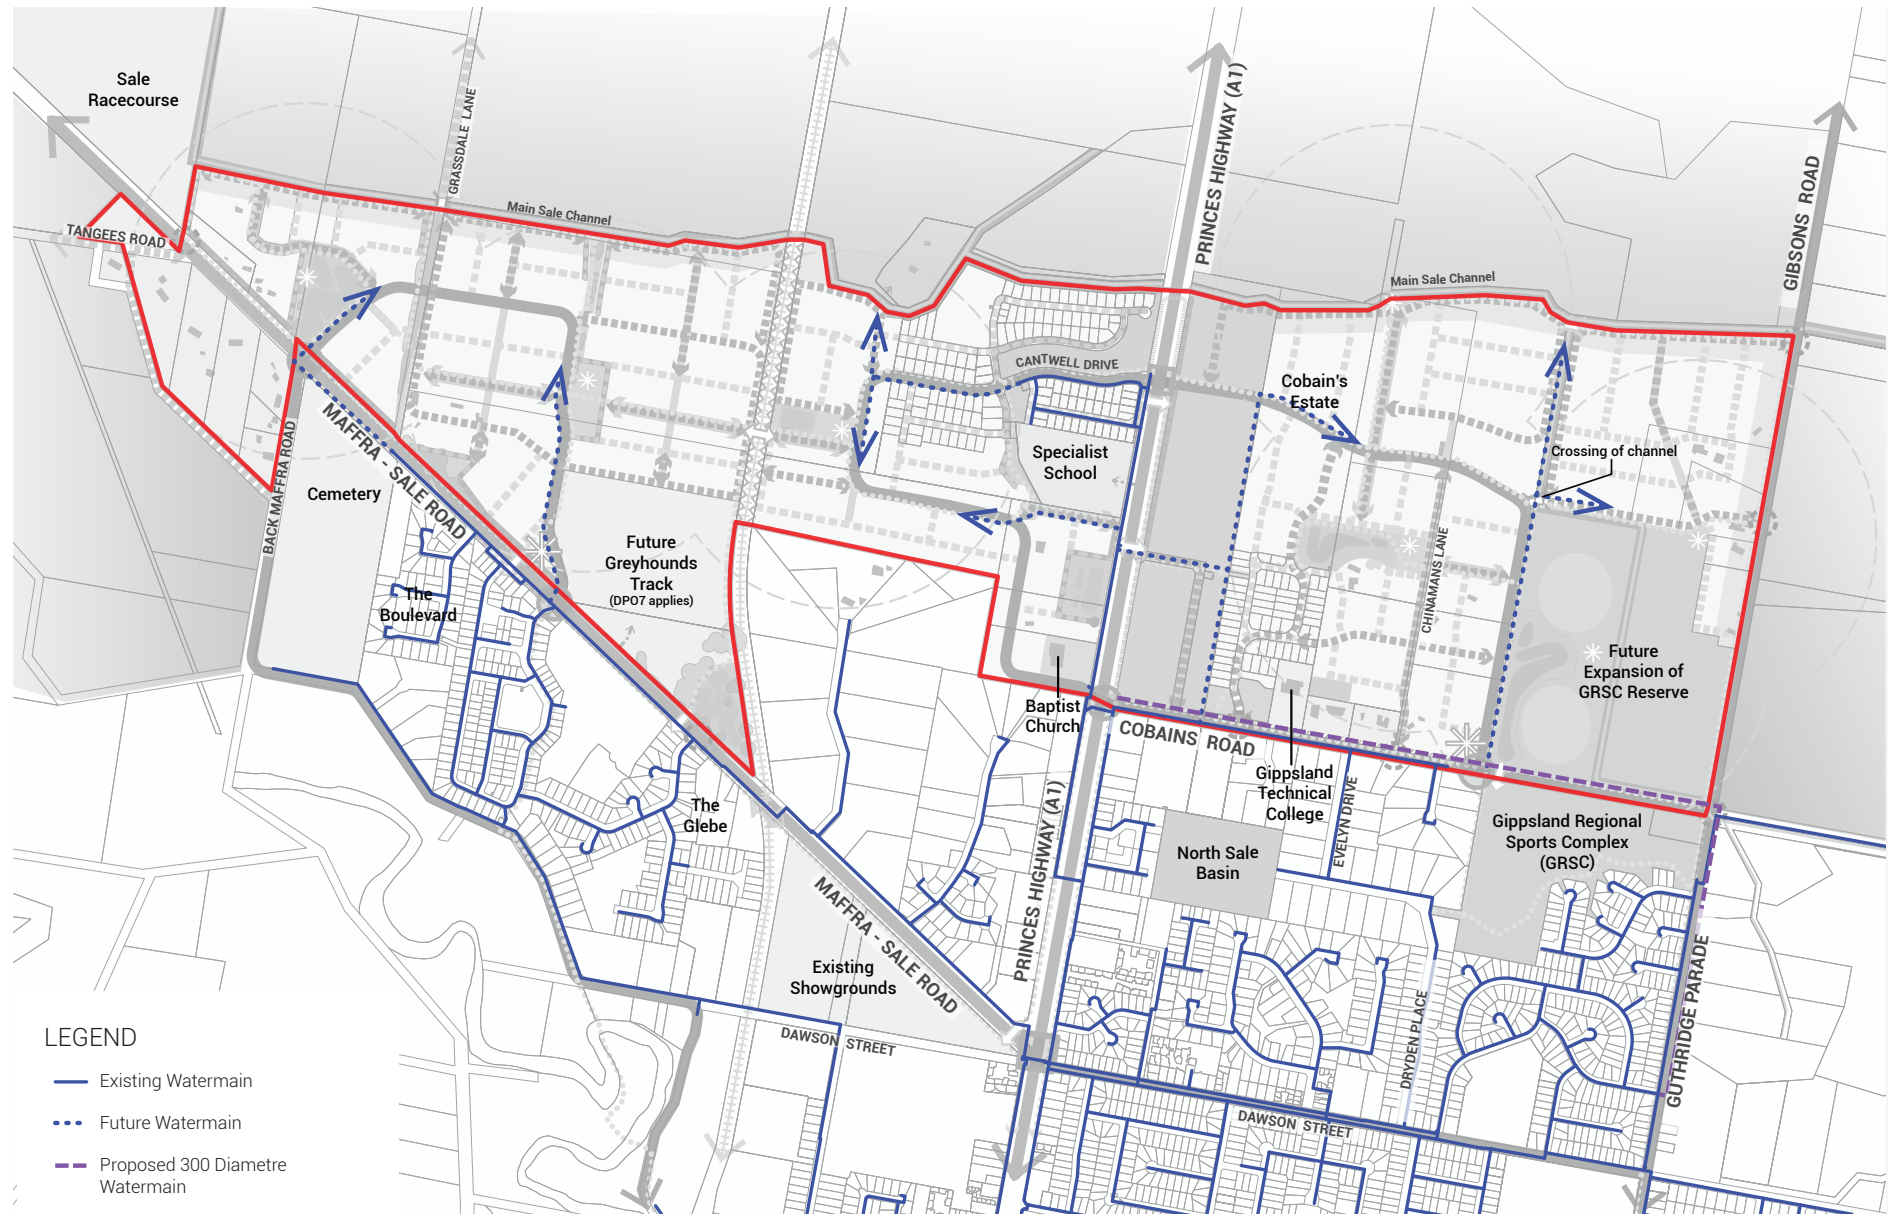 Sale
Racecourse
GRASSDALE LANE
PRINCES HIGHWAY (A1)
GIBSONS ROAD
TANGEES ROAD
Main Sale Channel
Main Sale Channel
CANTWELL DRIVE
Cobain's
Estate
Crossing of channel
Specialist
School
MAFFRA - SALE ROAD
BACK MAFFRA ROAD
Cemetery
Future
Greyhounds
Track
(DPO7 applies)
The
Boulevard
CHINAMANS LANE
Future
Expansion of
GRSC Reserve
Baptist
Church
COBAINS ROAD
Gippsland
Technical
College
EVELYN DRIVE
The
Glebe
Gippsland Regional
Sports Complex
(GRSC)
North Sale
Basin
PRINCES HIGHWAY (A1)
MAFFRA - SALE ROAD
Existing
Showgrounds
DAWSON STREET
DRYDEN PLACE
GUTHRIDGE PARADE
DAWSON STREET
LEGEND
Existing Watermain
Future Watermain
Proposed 300 Diametre
Watermain